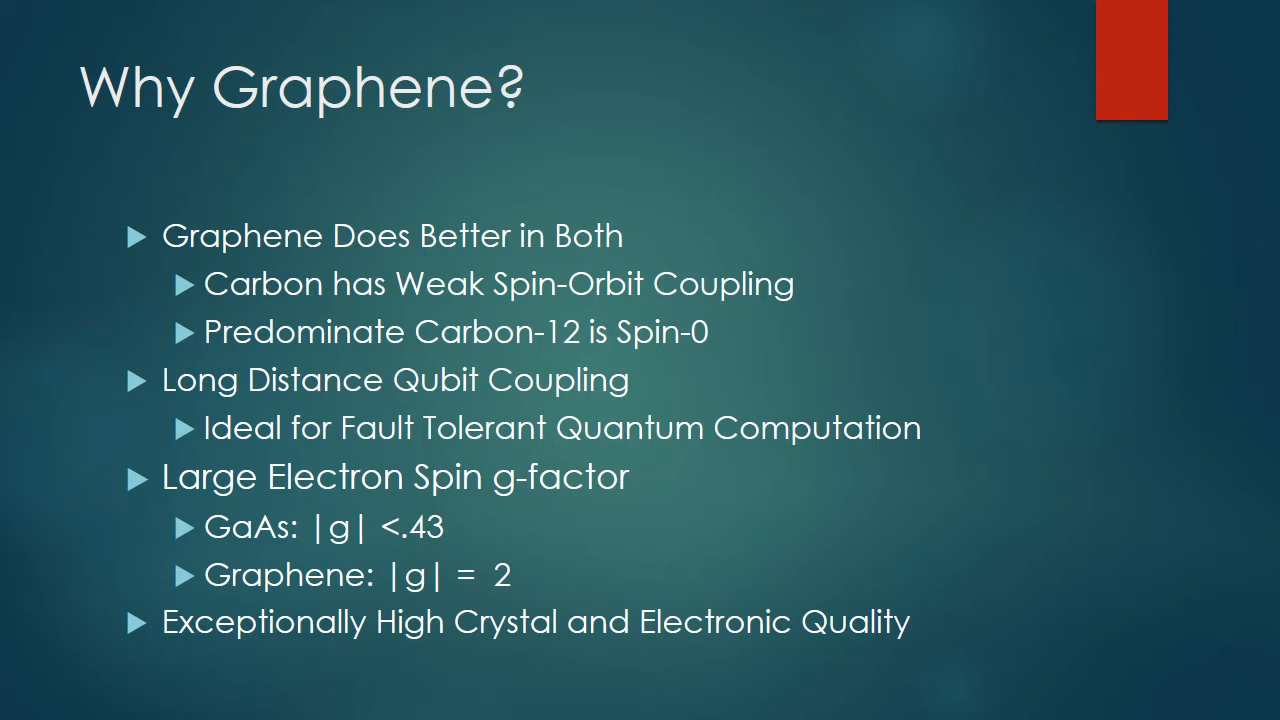 Why Graphene?
Graphene Does Better in Both
Carbon has Weak Spin-Orbit Coupling
Predominate Carbon-12 is Spin-0
Long Distance Qubit Coupling
Ideal for Fault Tolerant Quantum Computation
Large Electron Spin g-factor
GaAs: |g| <.43
Graphene: |g| = 2
Exceptionally High Crystal and Electronic Quality